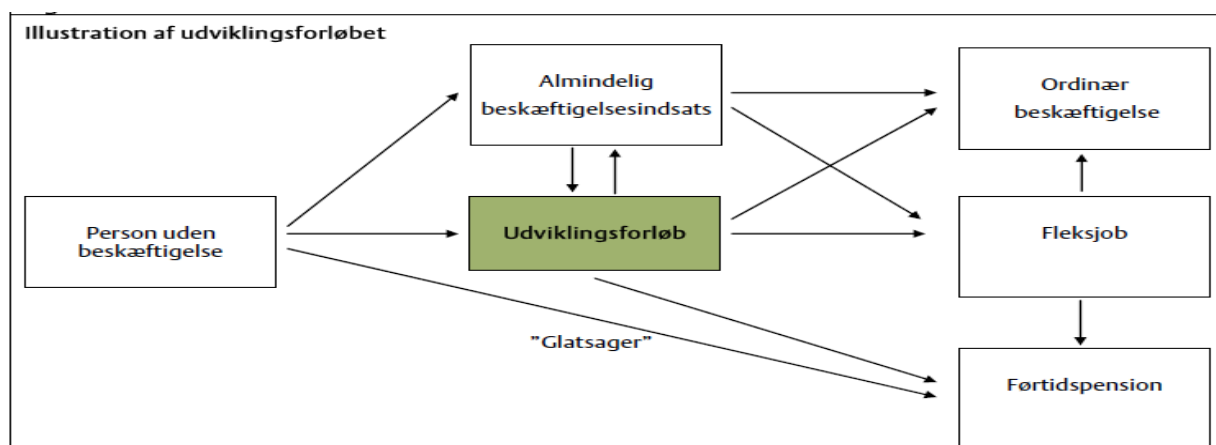 Illustration af udviklingsforløbet
Almindelig
beskæftigelsesindsats
Ordinær
beskæftigelse
Person uden
beskæftigelse
Udviklingsforløb
Fleksjob
"Glatsager"
Førtidspension